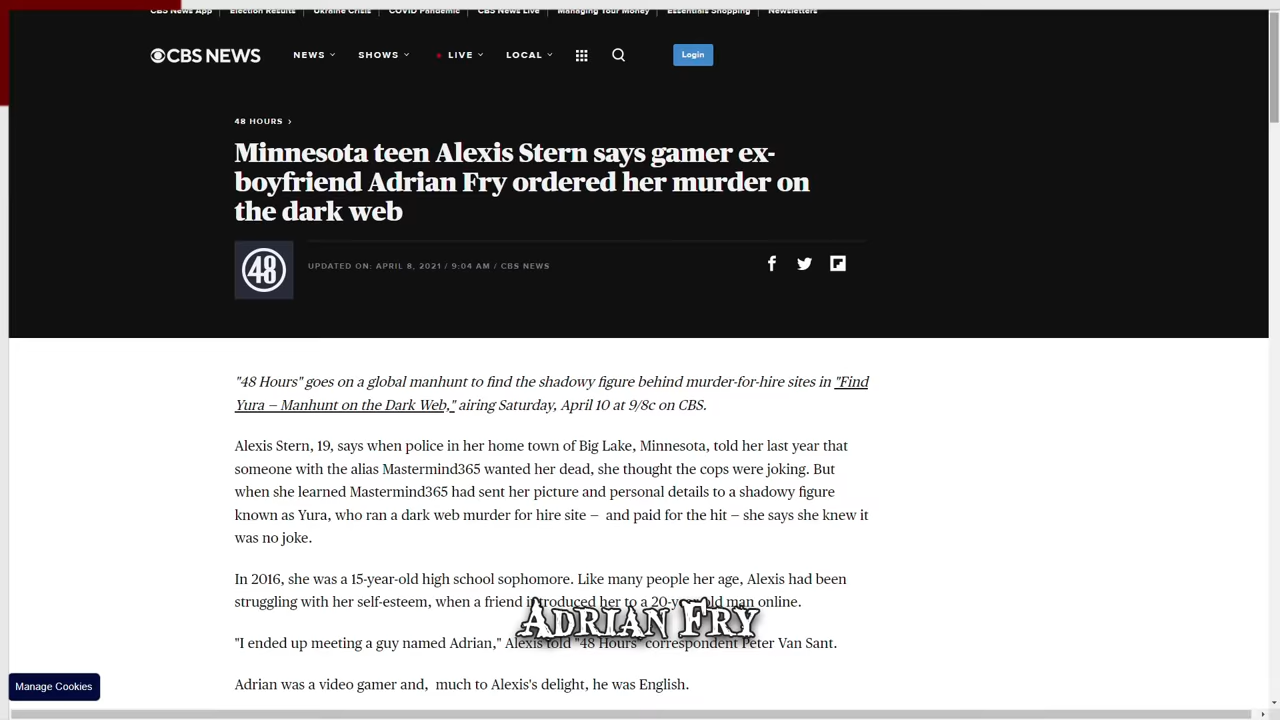 CBS News App Election Results Ukraine Crisis COVID Pandemic CBS News Live Managing Your Money Essentials Shopping Newsletters
CBS NEWS NEWS SHOWS LIVE LOCAL Login
48 HOURS >
Minnesota teen Alexis Stern says gamer ex-
boyfriend Adrian Fry ordered her murder on
the dark web
48
UPDATED ON: APRIL 8, 2021 / 9:04 AM / CBS NEWS
"48 Hours" goes on a global manhunt to find the shadowy figure behind murder-for-hire sites in "Find
Yura – Manhunt on the Dark Web," airing Saturday, April 10 at 9/8c on CBS.
Alexis Stern, 19, says when police in her home town of Big Lake, Minnesota, told her last year that
someone with the alias Mastermind365 wanted her dead, she thought the cops were joking. But
when she learned Mastermind365 had sent her picture and personal details to a shadowy figure
known as Yura, who ran a dark web murder for hire site – and paid for the hit – she says she knew it
was no joke.
In 2016, she was a 15-year-old high school sophomore. Like many people her age, Alexis had been
struggling with her self-esteem, when a friend introduced her to a 20-year-old man online.
Adrian Fry
"I ended up meeting a guy named Adrian," Alexis told "48 Hours" correspondent Peter Van Sant.
Adrian was a video gamer and, much to Alexis's delight, he was English.
Manage Cookies